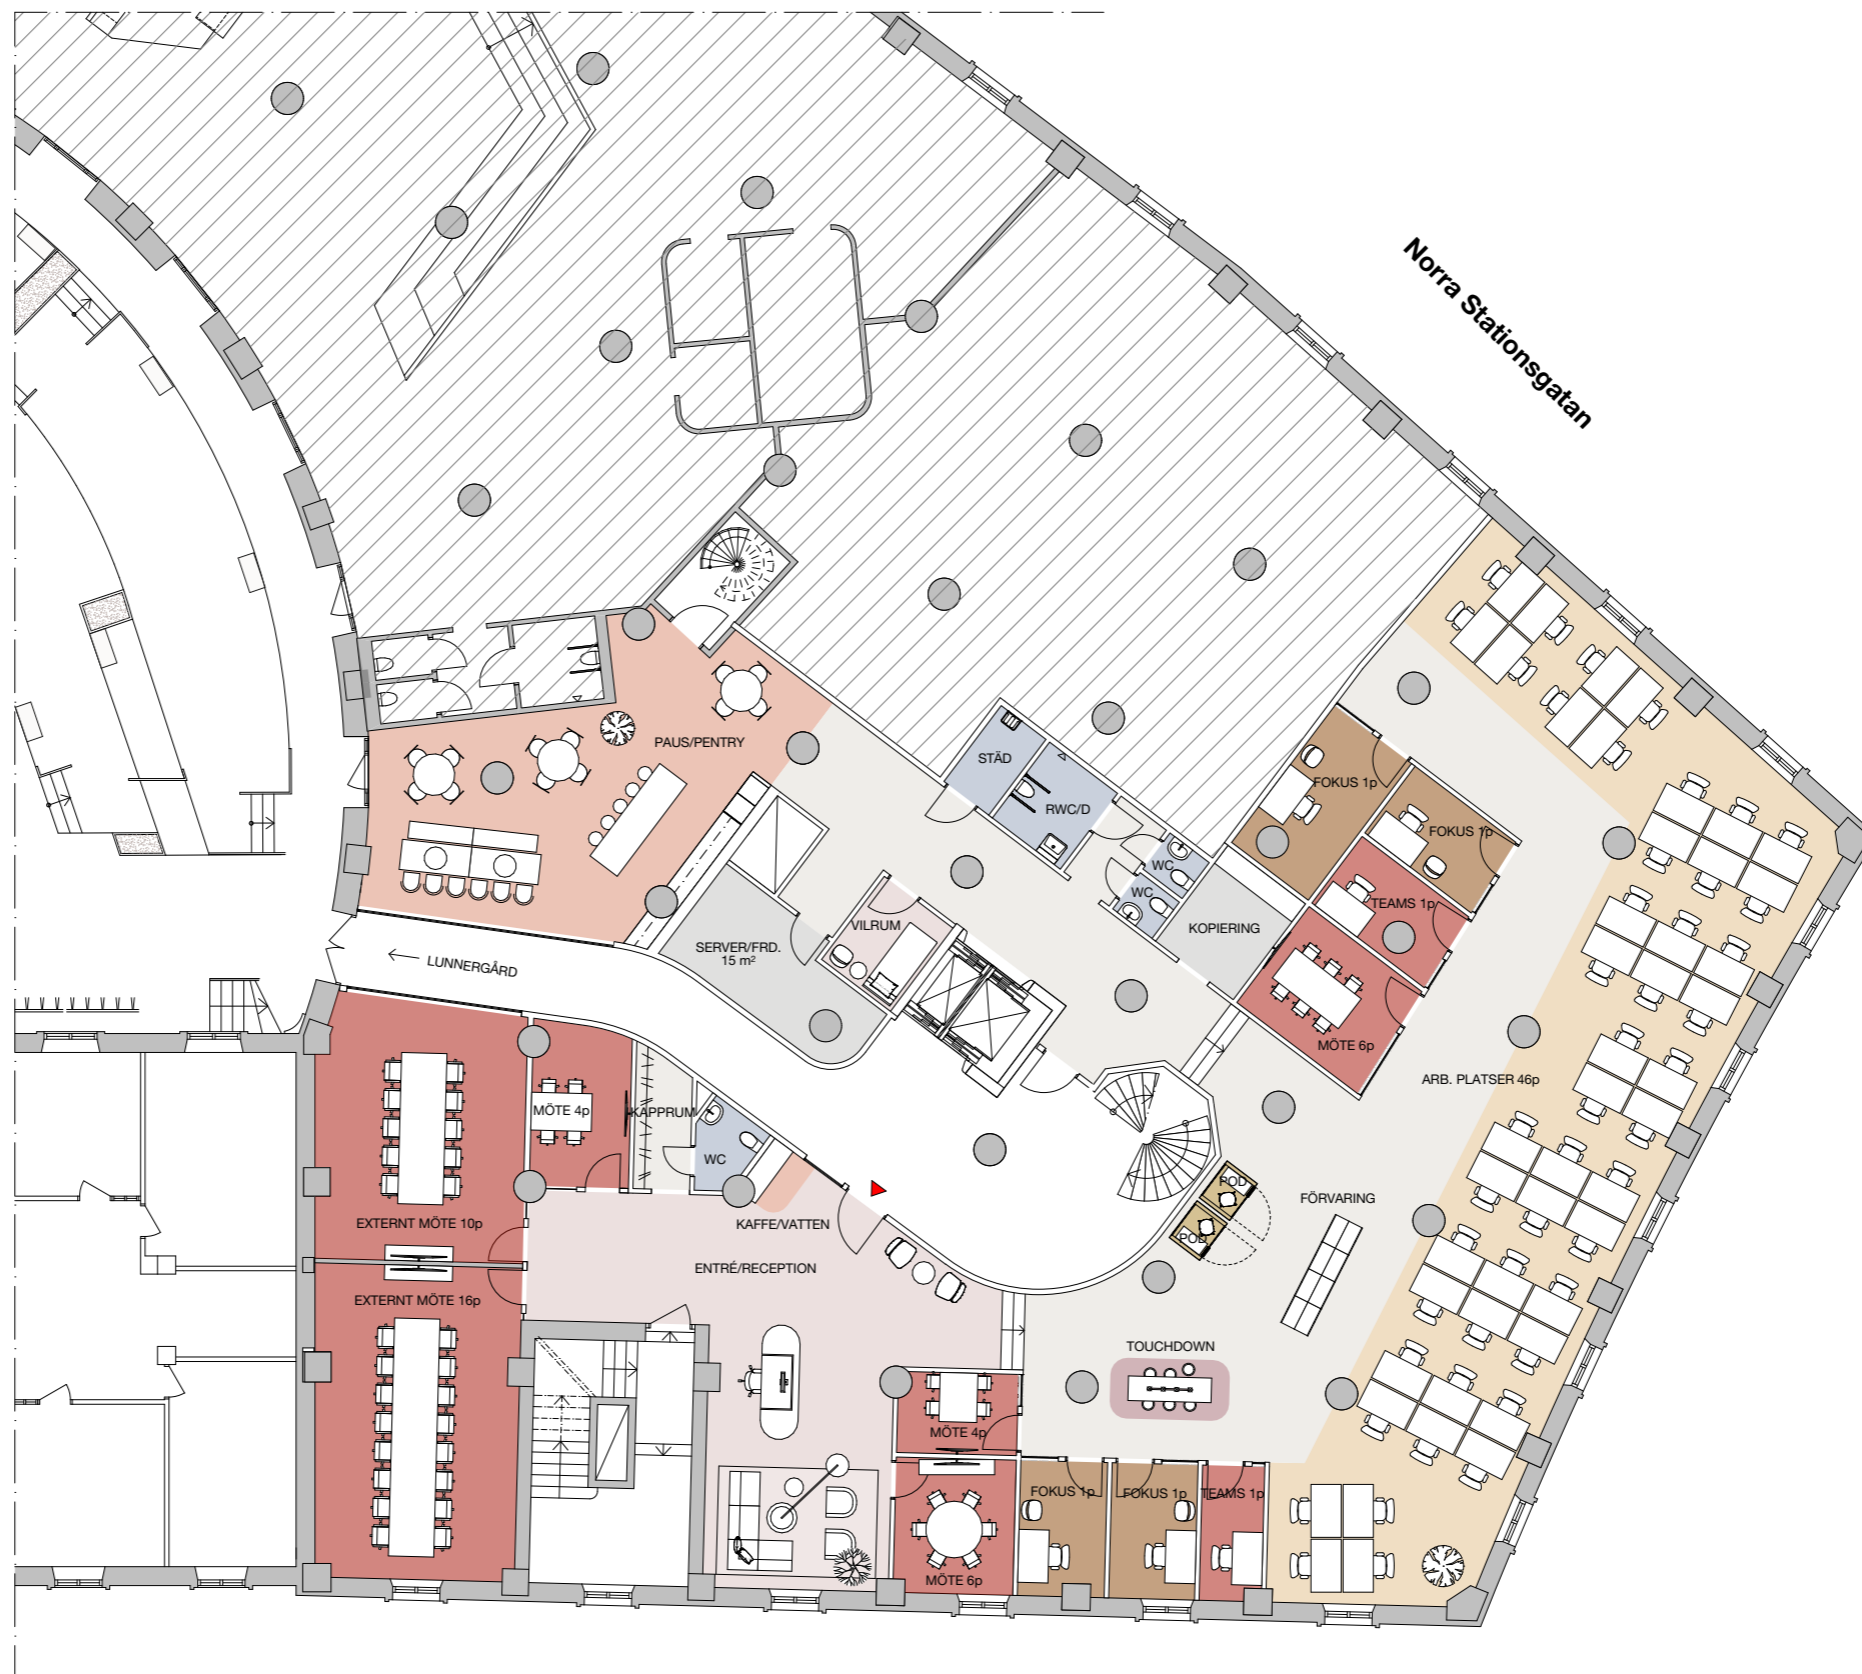 Norra Stationsgatan
PAUS/PENTRY
STÄD
RWC/D
FOKUS 1p
FOKUS 1p
WC
WC
TEAMS 1p
VILRUM
KOPIERING
SERVER/FRD.
15 m²
LUNNERGÅRD
MÖTE 6p
ARB. PLATSER 46p
MÖTE 4p
KAPPRUM
WC
POD
FÖRVARING
EXTERNT MÖTE 10p
KAFFE/VATTEN
POD
ENTRÉ/RECEPTION
EXTERNT MÖTE 16p
TOUCHDOWN
MÖTE 4p
FOKUS 1p
FOKUS 1p
TEAMS 1p
MÖTE 6p